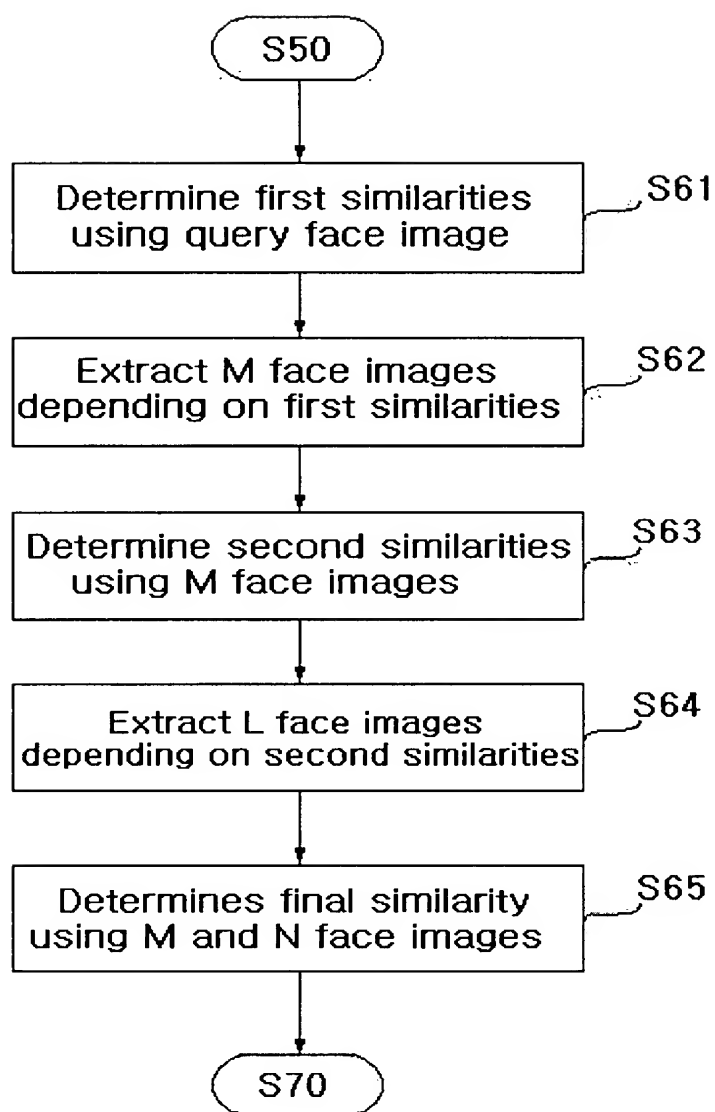 S50
Determine first similarities
using query face image
S61
Extract M face images
depending on first similarities
S62
Determine second similarities
using M face images
S63
Extract L face images
depending on second similarities
S64
Determines final similarity
using M and N face images
S65
S70